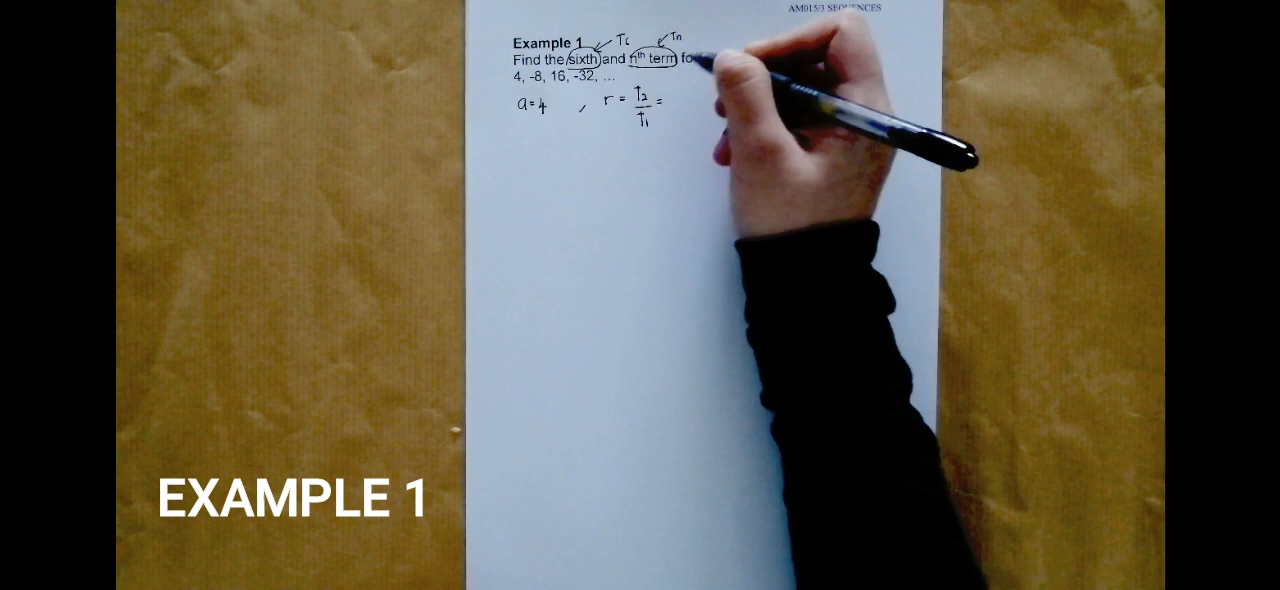 AM015/3 SEQUENCES
Example 1
T6
Tn
Find the sixth and nth term fo
4, -8, 16, -32, ...
a=4 , r = T2/T1 =
EXAMPLE 1